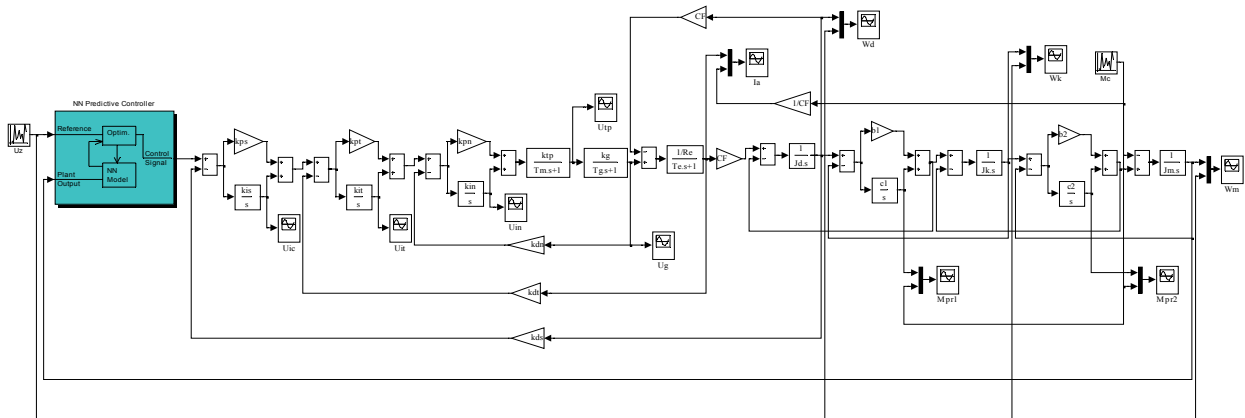 NN Predictive Controller
Reference
Optim.
Control
Signal
NN
Model
Plant
Output
Uz
kps
kis
s
Uic
kpt
kit
s
Uit
kpn
kin
s
Uin
ktp
Tm.s+1
Utp
kg
Tg.s+1
Ug
1/Re
Te.s+1
CF
CF
Ia
1/CF
1
Jd.s
Wd
b1
c1
s
Mpr1
1
Jk.s
Wk
Mc
b2
c2
s
Mpr2
1
Jm.s
Wm
kdn
kdt
kds